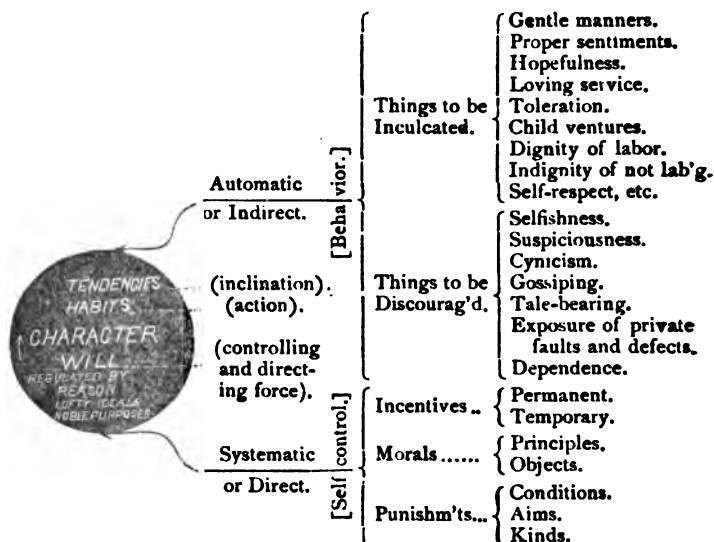 TENDENCIES
HABITS
CHARACTER
WILL
REGULATED BY
REASON
LOFTY IDEALS
NOBLE PURPOSES
(inclination).
(action).
(controlling
and direct-
ing force).
Automatic
or Indirect.
[Behavior.]
Things to be
Inculcated.
Gentle manners.
Proper sentiments.
Hopefulness.
Loving service.
Toleration.
Child ventures.
Dignity of labor.
Indignity of not lab'g.
Self-respect, etc.
Things to be
Discourag'd.
Selfishness.
Suspiciousness.
Cynicism.
Gossiping.
Tale-bearing.
Exposure of private
faults and defects.
Dependence.
Systematic
or Direct.
[Self control.]
Incentives ..
Permanent.
Temporary.
Morals ......
Principles.
Objects.
Punishm'ts...
Conditions.
Aims.
Kinds.